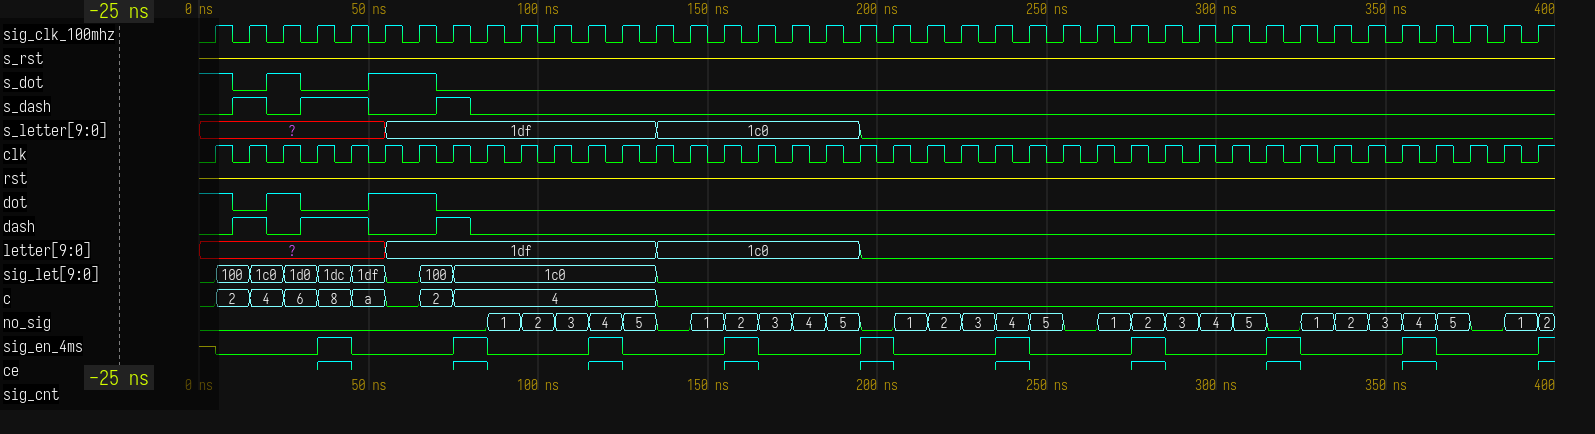 -25 ns
0 ns 50 ns 100 ns 150 ns 200 ns 250 ns 300 ns 350 ns 400
sig_clk_100mhz
s_rst
s_dot
s_dash
s_letter[9:0] ? 1df 1c0
clk
rst
dot
dash
letter[9:0] ? 1df 1c0
sig_let[9:0] 100 1c0 1d0 1dc 1df 100 1c0
c 2 4 6 8 a 2 4
no_sig 1 2 3 4 5 1 2 3 4 5 1 2 3 4 5 1 2 3 4 5 1 2 3 4 5 1 2
sig_en_4ms
ce
-25 ns 0 ns 50 ns 100 ns 150 ns 200 ns 250 ns 300 ns 350 ns 400
sig_cnt